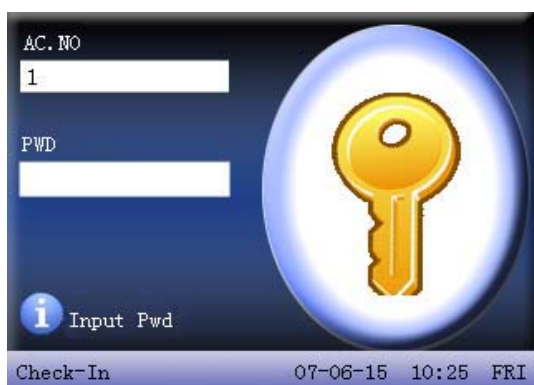 AC.NO
1
PWD
i Input Pwd
Check-In 07-06-15 10:25 FRI